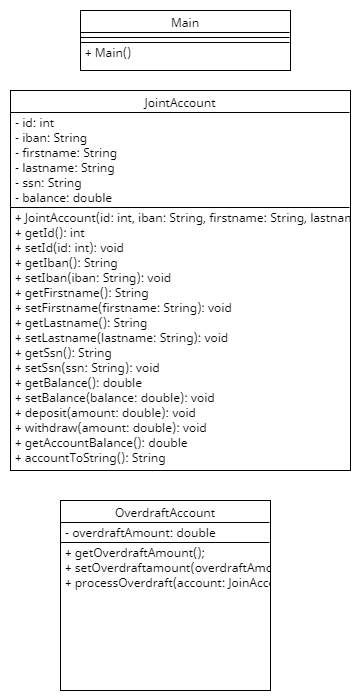 Main
+ Main()
JointAccount
- id: int
- iban: String
- firstname: String
- lastname: String
- ssn: String
- balance: double
+ JointAccount(id: int, iban: String, firstname: String, lastnam
+ getId(): int
+ setId(id: int): void
+ getIban(): String
+ setIban(iban: String): void
+ getFirstname(): String
+ setFirstname(firstname: String): void
+ getLastname(): String
+ setLastname(lastname: String): void
+ getSsn(): String
+ setSsn(ssn: String): void
+ getBalance(): double
+ setBalance(balance: double): void
+ deposit(amount: double): void
+ withdraw(amount: double): void
+ getAccountBalance(): double
+ accountToString(): String
OverdraftAccount
- overdraftAmount: double
+ getOverdraftAmount();
+ setOverdraftamount(overdraftAmo
+ processOverdraft(account: JoinAcc